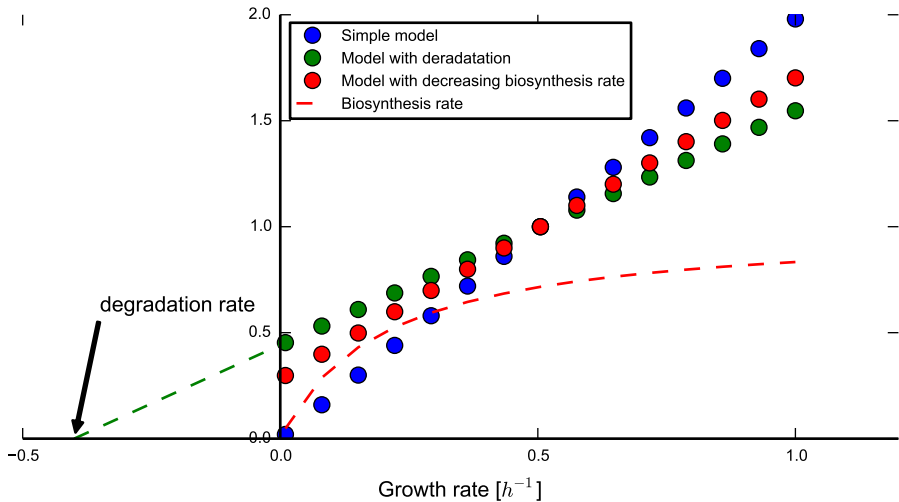 2.0
Simple model
Model with deradatation
Model with decreasing biosynthesis rate
Biosynthesis rate
1.5
1.0
degradation rate
0.5
0.0
−0.5 0.0 0.5 1.0
Growth rate [h⁻¹]